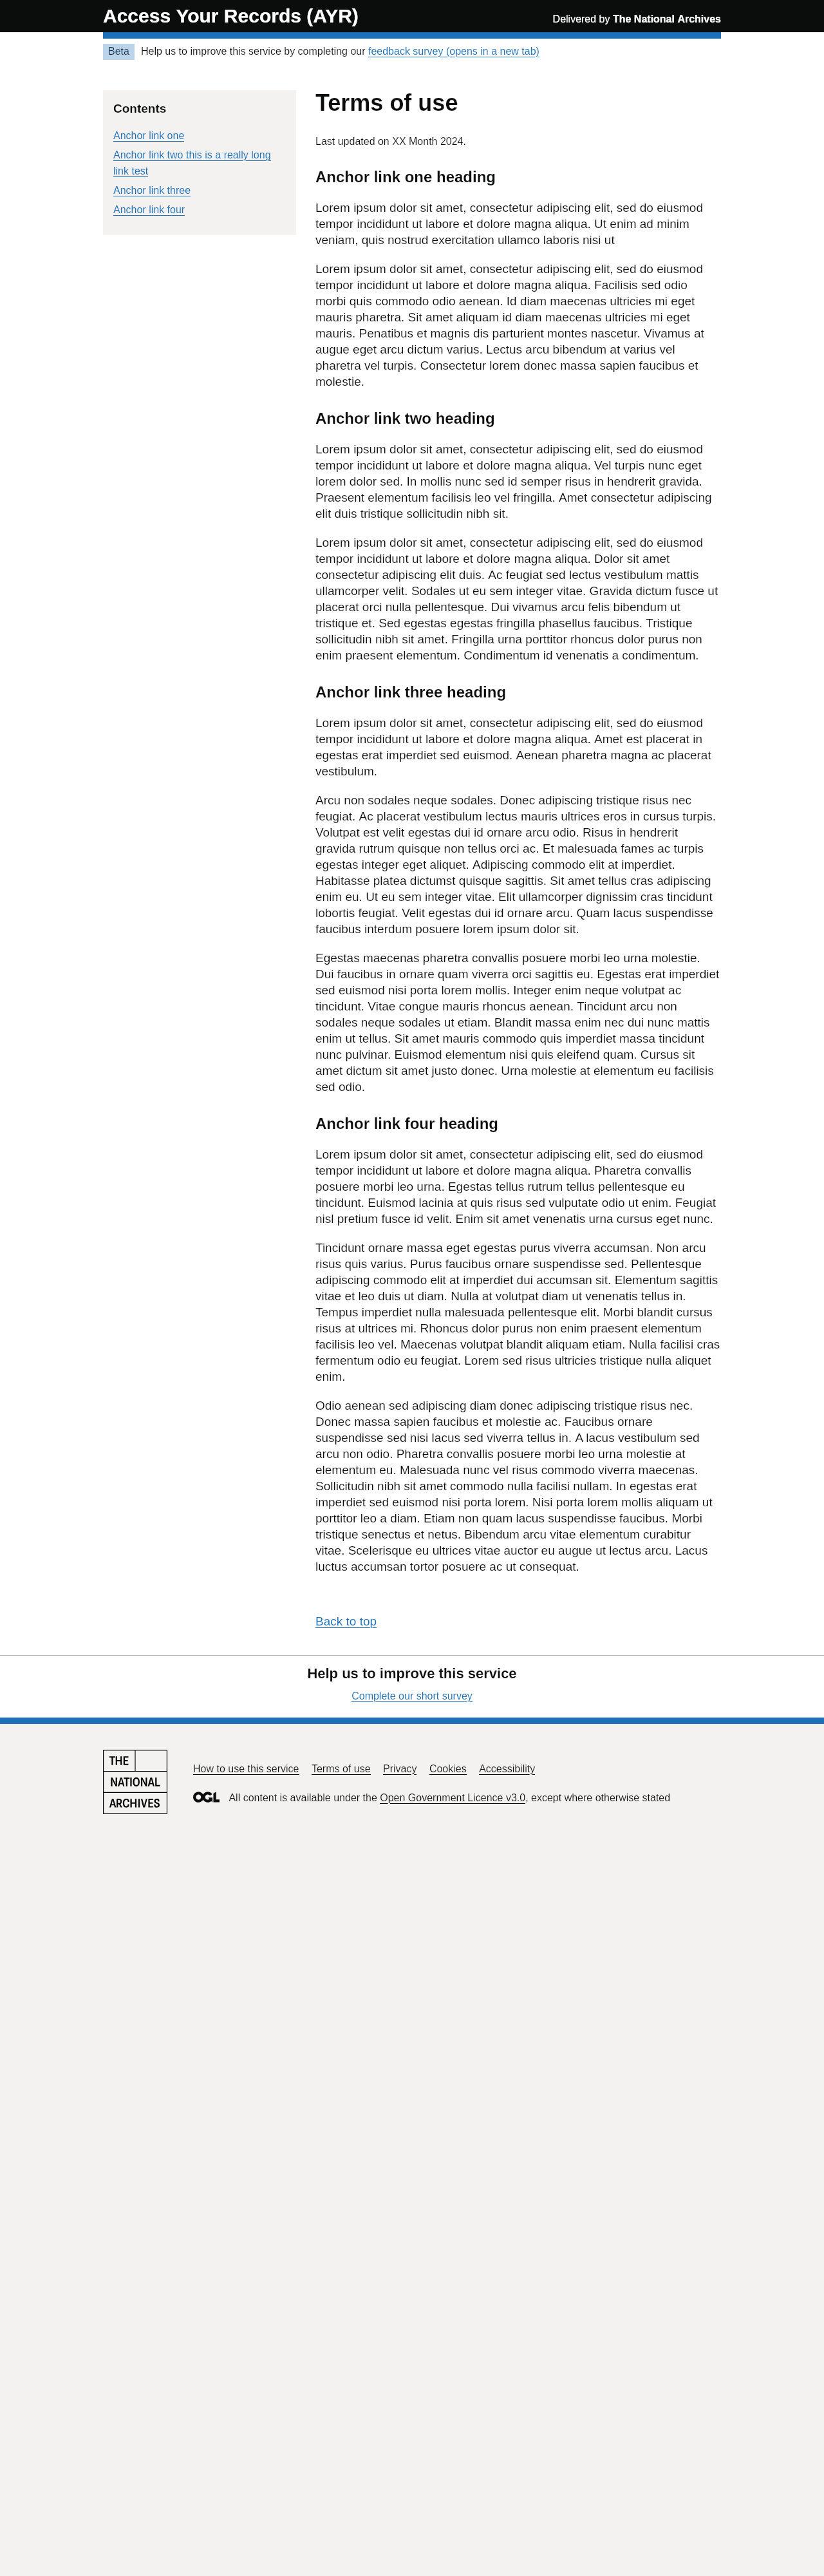 Access Your Records (AYR)
Delivered by The National Archives
Beta
Help us to improve this service by completing our feedback survey (opens in a new tab)
Contents
Anchor link one
Anchor link two this is a really long
link test
Anchor link three
Anchor link four
Terms of use
Last updated on XX Month 2024.
Anchor link one heading
Lorem ipsum dolor sit amet, consectetur adipiscing elit, sed do eiusmod
tempor incididunt ut labore et dolore magna aliqua. Ut enim ad minim
veniam, quis nostrud exercitation ullamco laboris nisi ut
Lorem ipsum dolor sit amet, consectetur adipiscing elit, sed do eiusmod
tempor incididunt ut labore et dolore magna aliqua. Facilisis sed odio
morbi quis commodo odio aenean. Id diam maecenas ultricies mi eget
mauris pharetra. Sit amet aliquam id diam maecenas ultricies mi eget
mauris. Penatibus et magnis dis parturient montes nascetur. Vivamus at
augue eget arcu dictum varius. Lectus arcu bibendum at varius vel
pharetra vel turpis. Consectetur lorem donec massa sapien faucibus et
molestie.
Anchor link two heading
Lorem ipsum dolor sit amet, consectetur adipiscing elit, sed do eiusmod
tempor incididunt ut labore et dolore magna aliqua. Vel turpis nunc eget
lorem dolor sed. In mollis nunc sed id semper risus in hendrerit gravida.
Praesent elementum facilisis leo vel fringilla. Amet consectetur adipiscing
elit duis tristique sollicitudin nibh sit.
Lorem ipsum dolor sit amet, consectetur adipiscing elit, sed do eiusmod
tempor incididunt ut labore et dolore magna aliqua. Dolor sit amet
consectetur adipiscing elit duis. Ac feugiat sed lectus vestibulum mattis
ullamcorper velit. Sodales ut eu sem integer vitae. Gravida dictum fusce ut
placerat orci nulla pellentesque. Dui vivamus arcu felis bibendum ut
tristique et. Sed egestas egestas fringilla phasellus faucibus. Tristique
sollicitudin nibh sit amet. Fringilla urna porttitor rhoncus dolor purus non
enim praesent elementum. Condimentum id venenatis a condimentum.
Anchor link three heading
Lorem ipsum dolor sit amet, consectetur adipiscing elit, sed do eiusmod
tempor incididunt ut labore et dolore magna aliqua. Amet est placerat in
egestas erat imperdiet sed euismod. Aenean pharetra magna ac placerat
vestibulum.
Arcu non sodales neque sodales. Donec adipiscing tristique risus nec
feugiat. Ac placerat vestibulum lectus mauris ultrices eros in cursus turpis.
Volutpat est velit egestas dui id ornare arcu odio. Risus in hendrerit
gravida rutrum quisque non tellus orci ac. Et malesuada fames ac turpis
egestas integer eget aliquet. Adipiscing commodo elit at imperdiet.
Habitasse platea dictumst quisque sagittis. Sit amet tellus cras adipiscing
enim eu. Ut eu sem integer vitae. Elit ullamcorper dignissim cras tincidunt
lobortis feugiat. Velit egestas dui id ornare arcu. Quam lacus suspendisse
faucibus interdum posuere lorem ipsum dolor sit.
Egestas maecenas pharetra convallis posuere morbi leo urna molestie.
Dui faucibus in ornare quam viverra orci sagittis eu. Egestas erat imperdiet
sed euismod nisi porta lorem mollis. Integer enim neque volutpat ac
tincidunt. Vitae congue mauris rhoncus aenean. Tincidunt arcu non
sodales neque sodales ut etiam. Blandit massa enim nec dui nunc mattis
enim ut tellus. Sit amet mauris commodo quis imperdiet massa tincidunt
nunc pulvinar. Euismod elementum nisi quis eleifend quam. Cursus sit
amet dictum sit amet justo donec. Urna molestie at elementum eu facilisis
sed odio.
Anchor link four heading
Lorem ipsum dolor sit amet, consectetur adipiscing elit, sed do eiusmod
tempor incididunt ut labore et dolore magna aliqua. Pharetra convallis
posuere morbi leo urna. Egestas tellus rutrum tellus pellentesque eu
tincidunt. Euismod lacinia at quis risus sed vulputate odio ut enim. Feugiat
nisl pretium fusce id velit. Enim sit amet venenatis urna cursus eget nunc.
Tincidunt ornare massa eget egestas purus viverra accumsan. Non arcu
risus quis varius. Purus faucibus ornare suspendisse sed. Pellentesque
adipiscing commodo elit at imperdiet dui accumsan sit. Elementum sagittis
vitae et leo duis ut diam. Nulla at volutpat diam ut venenatis tellus in.
Tempus imperdiet nulla malesuada pellentesque elit. Morbi blandit cursus
risus at ultrices mi. Rhoncus dolor purus non enim praesent elementum
facilisis leo vel. Maecenas volutpat blandit aliquam etiam. Nulla facilisi cras
fermentum odio eu feugiat. Lorem sed risus ultricies tristique nulla aliquet
enim.
Odio aenean sed adipiscing diam donec adipiscing tristique risus nec.
Donec massa sapien faucibus et molestie ac. Faucibus ornare
suspendisse sed nisi lacus sed viverra tellus in. A lacus vestibulum sed
arcu non odio. Pharetra convallis posuere morbi leo urna molestie at
elementum eu. Malesuada nunc vel risus commodo viverra maecenas.
Sollicitudin nibh sit amet commodo nulla facilisi nullam. In egestas erat
imperdiet sed euismod nisi porta lorem. Nisi porta lorem mollis aliquam ut
porttitor leo a diam. Etiam non quam lacus suspendisse faucibus. Morbi
tristique senectus et netus. Bibendum arcu vitae elementum curabitur
vitae. Scelerisque eu ultrices vitae auctor eu augue ut lectus arcu. Lacus
luctus accumsan tortor posuere ac ut consequat.
Back to top
Help us to improve this service
Complete our short survey
THE
NATIONAL
ARCHIVES
How to use this service Terms of use Privacy Cookies Accessibility
OGL All content is available under the Open Government Licence v3.0, except where otherwise stated